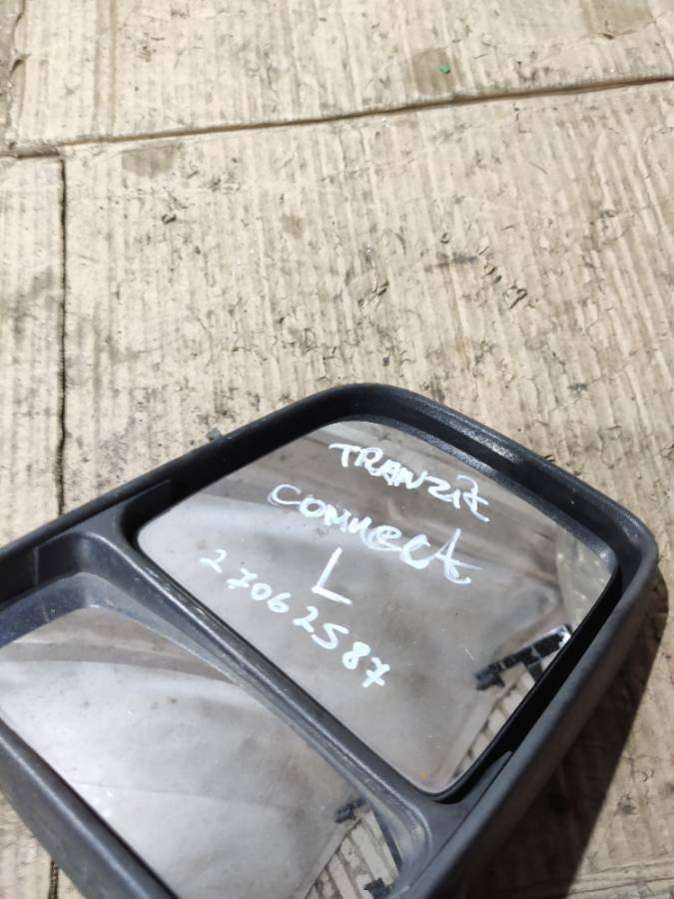 TRANZIT
CONNECT
L
27062587